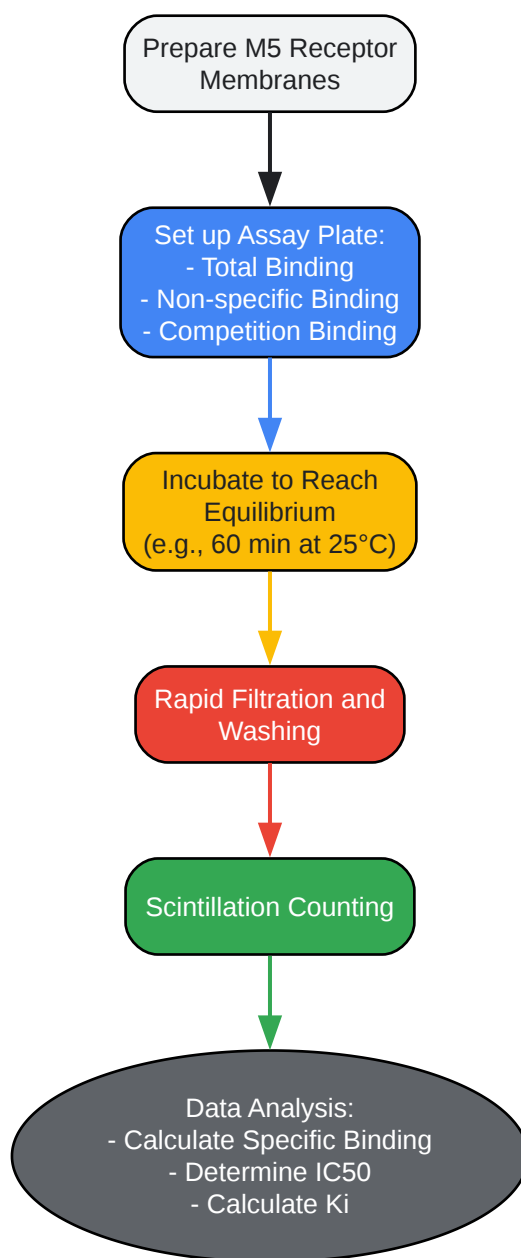 Prepare M5 Receptor
Membranes
Set up Assay Plate:
- Total Binding
- Non-specific Binding
- Competition Binding
Incubate to Reach
Equilibrium
(e.g., 60 min at 25°C)
Rapid Filtration and
Washing
Scintillation Counting
Data Analysis:
- Calculate Specific Binding
- Determine IC50
- Calculate Ki